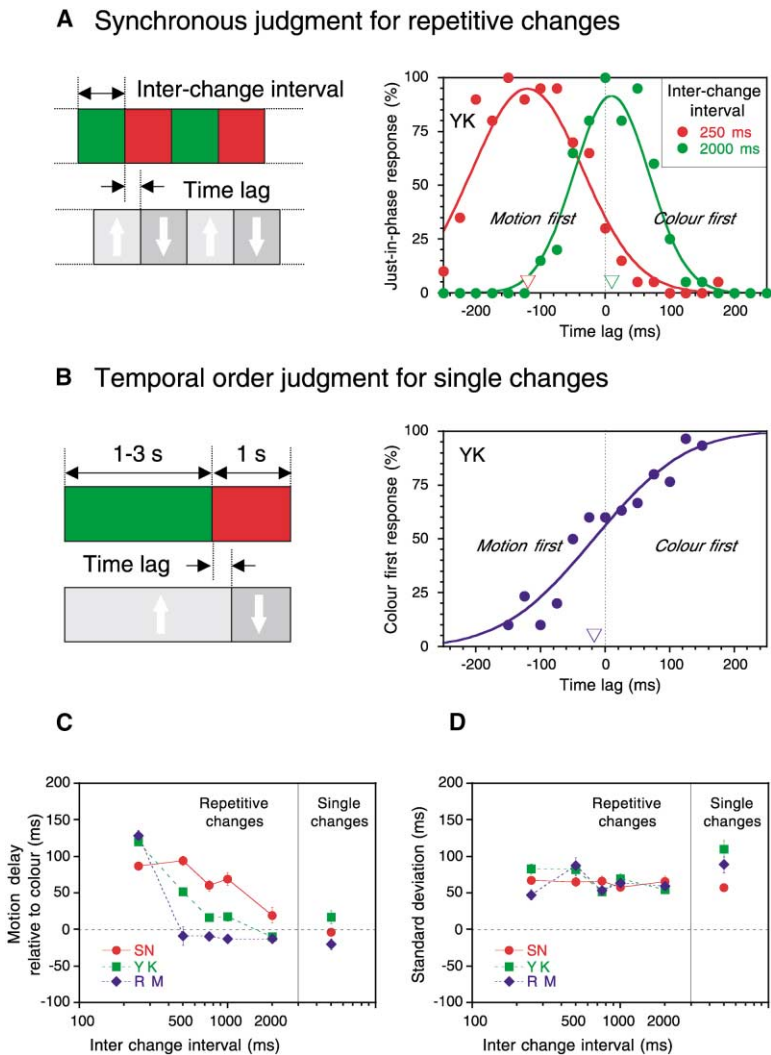 A Synchronous judgment for repetitive changes
Inter-change interval
Time lag
Just-in-phase response (%)
100
75
50
25
0
YK
Inter-change
interval
250 ms
2000 ms
Motion first
Colour first
-200 -100 0 100 200
Time lag (ms)
B Temporal order judgment for single changes
1-3 s
1 s
Time lag
Colour first response (%)
100
75
50
25
0
YK
Motion first
Colour first
-200 -100 0 100 200
Time lag (ms)
C
Motion delay
relative to colour (ms)
200
150
100
50
0
-50
-100
Repetitive
changes
Single
changes
SN
Y K
R M
100 500 1000 2000
Inter change interval (ms)
D
Standard deviation (ms)
200
150
100
50
0
-50
-100
Repetitive
changes
Single
changes
SN
Y K
R M
100 500 1000 2000
Inter change interval (ms)